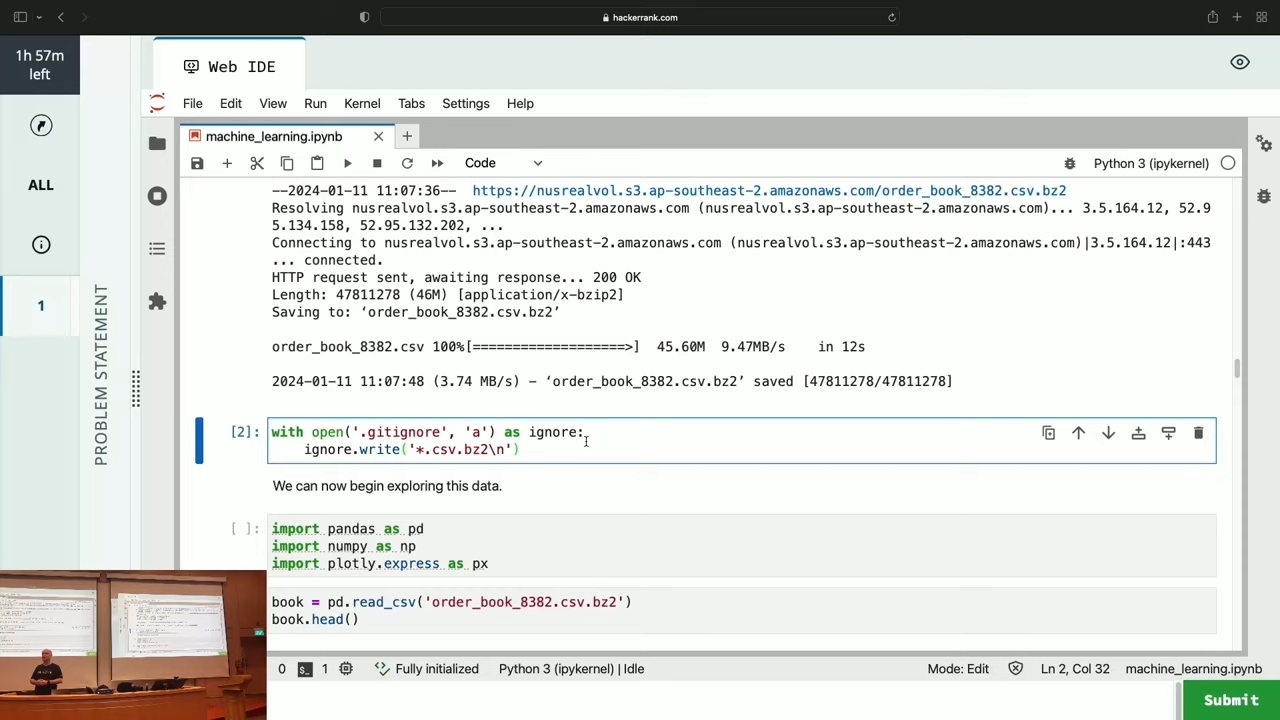 hackerrank.com
1h 57m
left
Web IDE
File Edit View Run Kernel Tabs Settings Help
machine_learning.ipynb
Code
Python 3 (ipykernel)
ALL
1
PROBLEM STATEMENT
--2024-01-11 11:07:36-- https://nusrealvol.s3.ap-southeast-2.amazonaws.com/order_book_8382.csv.bz2
Resolving nusrealvol.s3.ap-southeast-2.amazonaws.com (nusrealvol.s3.ap-southeast-2.amazonaws.com)... 3.5.164.12, 52.9
5.134.158, 52.95.132.202, ...
Connecting to nusrealvol.s3.ap-southeast-2.amazonaws.com (nusrealvol.s3.ap-southeast-2.amazonaws.com)|3.5.164.12|:443
... connected.
HTTP request sent, awaiting response... 200 OK
Length: 47811278 (46M) [application/x-bzip2]
Saving to: ‘order_book_8382.csv.bz2’
order_book_8382.csv 100%[===================>] 45.60M 9.47MB/s in 12s
2024-01-11 11:07:48 (3.74 MB/s) - ‘order_book_8382.csv.bz2’ saved [47811278/47811278]
[2]: with open('.gitignore', 'a') as ignore:
ignore.write('*.csv.bz2\n')
We can now begin exploring this data.
[ ]: import pandas as pd
import numpy as np
import plotly.express as px
book = pd.read_csv('order_book_8382.csv.bz2')
book.head()
0 1 Fully initialized Python 3 (ipykernel) | Idle Mode: Edit Ln 2, Col 32 machine_learning.ipynb
Submit